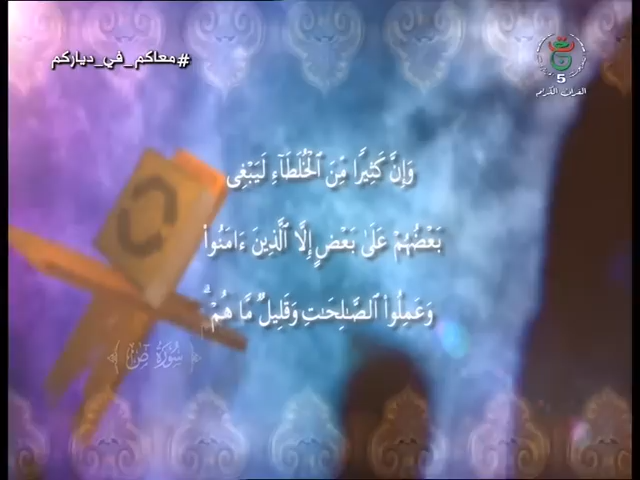 #معاكم_في_دياركم
5
القرآن الكريم
وَإِنَّ كَثِيرًا مِّنَ ٱلْخُلَطَآءِ لَيَبْغِى
بَعْضُهُمْ عَلَىٰ بَعْضٍ إِلَّا ٱلَّذِينَ ءَامَنُوا۟
وَعَمِلُوا۟ ٱلصَّـٰلِحَـٰتِ وَقَلِيلٌ مَّا هُمْ ۗ
﴿سُورَة صٓ﴾